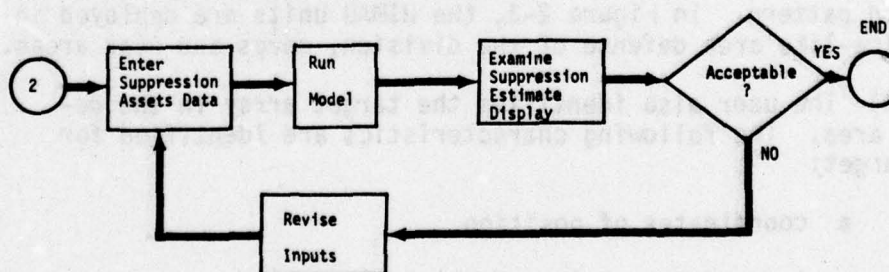 2
Enter
Suppression
Assets Data
Run
Model
Examine
Suppression
Estimate
Display
Acceptable
?
YES
END
NO
Revise
Inputs